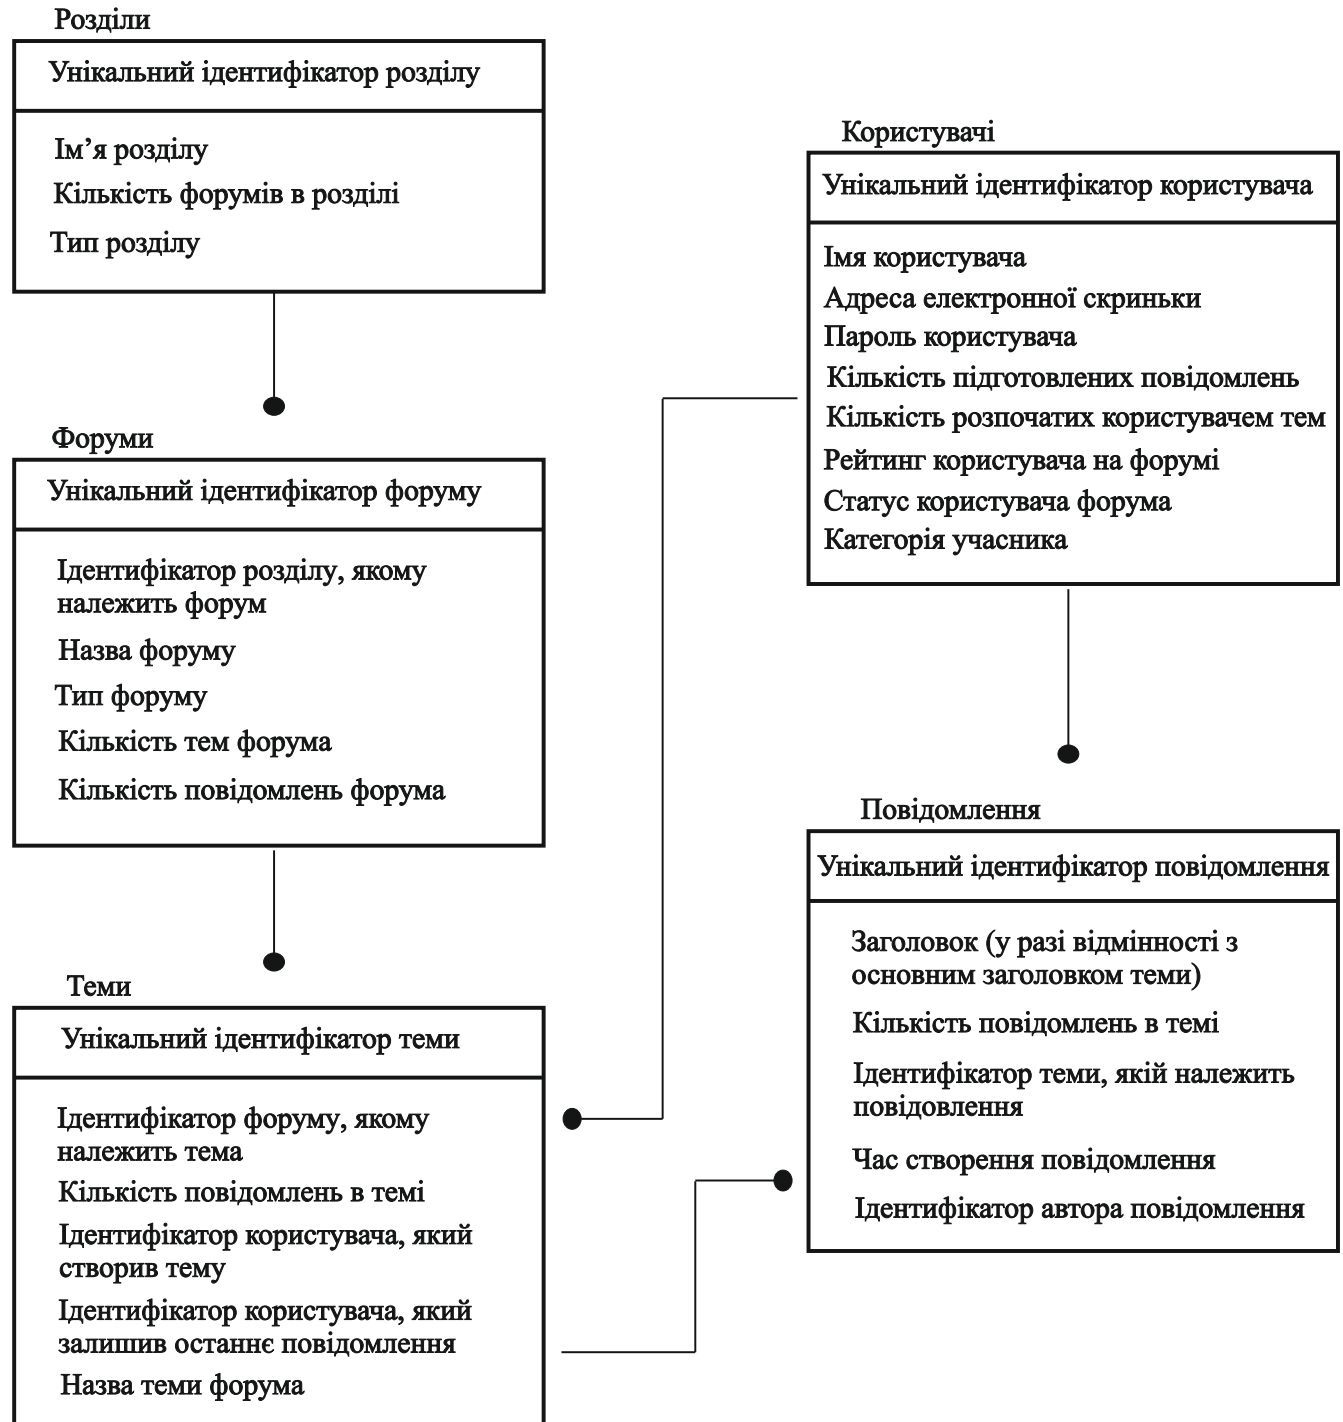 Розділи
Унікальний ідентифікатор розділу
Ім’я розділу
Кількість форумів в розділі
Тип розділу
Форуми
Унікальний ідентифікатор форуму
Ідентифікатор розділу, якому
належить форум
Назва форуму
Тип форуму
Кількість тем форума
Кількість повідомлень форума
Теми
Унікальний ідентифікатор теми
Ідентифікатор форуму, якому
належить тема
Кількість повідомлень в темі
Ідентифікатор користувача, який
створив тему
Ідентифікатор користувача, який
залишив останнє повідомлення
Назва теми форума
Користувачі
Унікальний ідентифікатор користувача
Імя користувача
Адреса електронної скриньки
Пароль користувача
Кількість підготовлених повідомлень
Кількість розпочатих користувачем тем
Рейтинг користувача на форумі
Статус користувача форума
Категорія учасника
Повідомлення
Унікальний ідентифікатор повідомлення
Заголовок (у разі відмінності з
основним заголовком теми)
Кількість повідомлень в темі
Ідентифікатор теми, якій належить
повідовлення
Час створення повідомлення
Ідентифікатор автора повідомлення